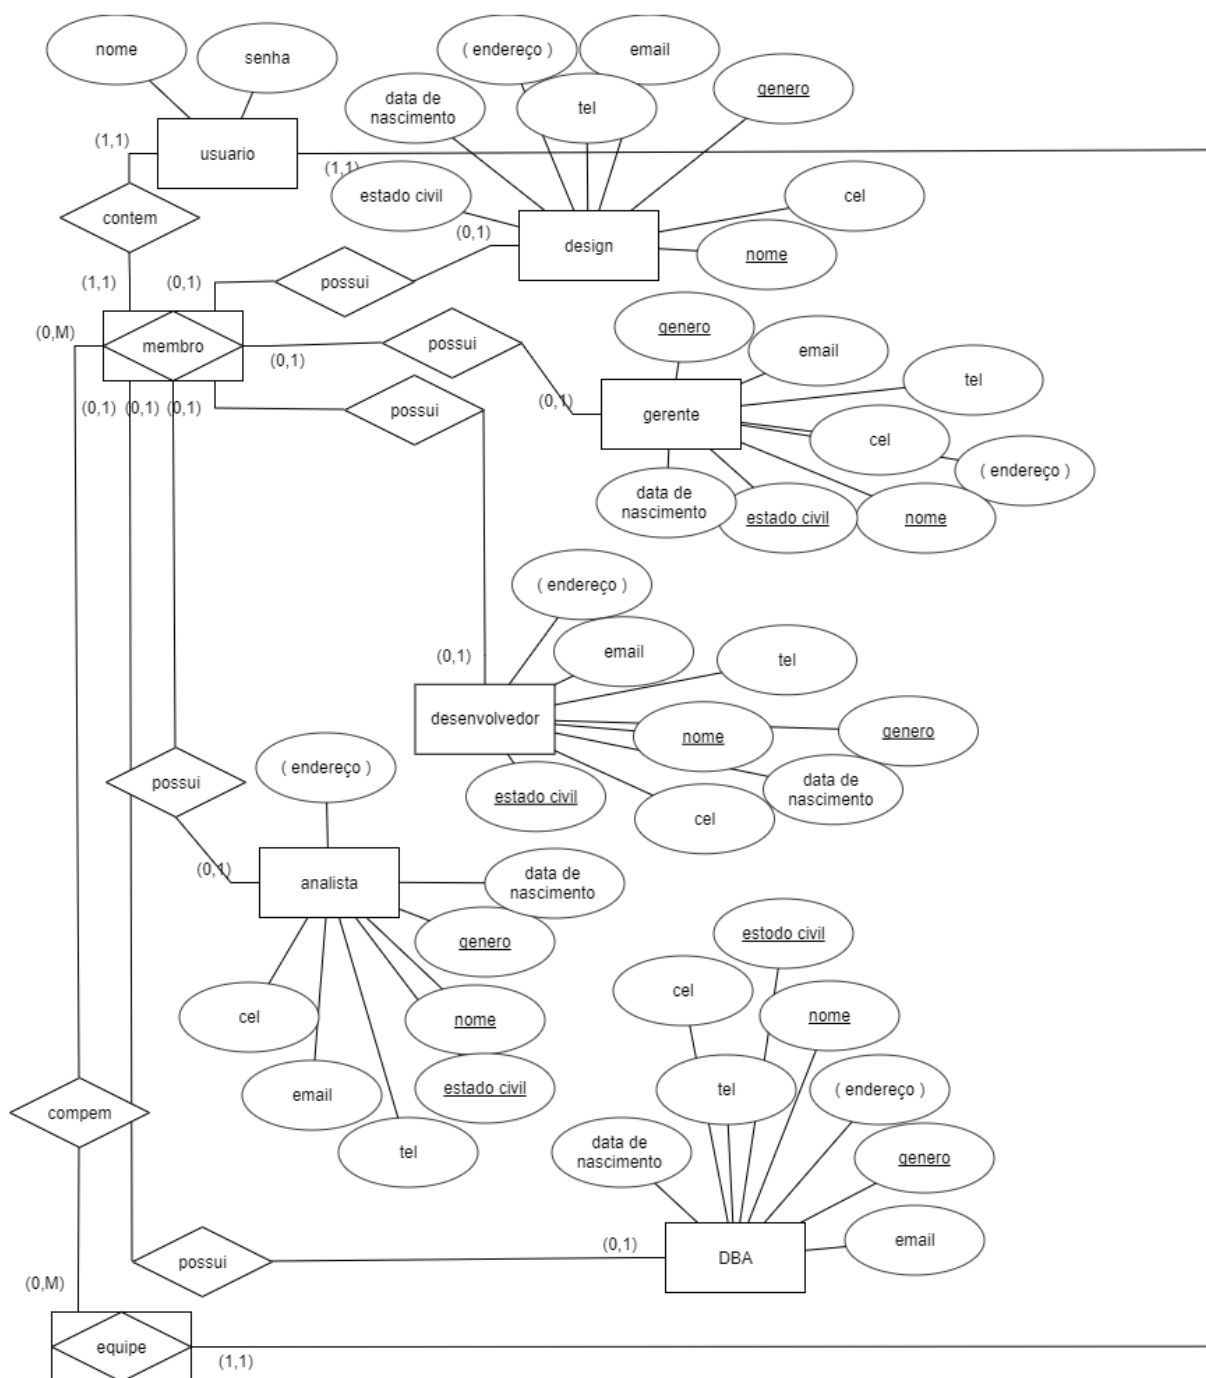 nome
senha
( endereço )
email
genero
data de
nascimento
tel
(1,1)
usuario
(1,1)
estado civil
cel
contem
(0,1)
design
nome
(1,1)
(0,1)
possui
genero
(0,M)
membro
(0,1)
possui
email
tel
(0,1)
(0,1)
(0,1)
possui
(0,1)
gerente
cel
( endereço )
data de
nascimento
estado civil
nome
( endereço )
email
tel
(0,1)
desenvolvedor
nome
genero
( endereço )
possui
estado civil
data de
nascimento
cel
(0,1)
analista
data de
nascimento
genero
estodo civil
cel
nome
cel
nome
email
estado civil
tel
( endereço )
compem
tel
data de
nascimento
genero
email
possui
(0,1)
DBA
(0,M)
equipe
(1,1)